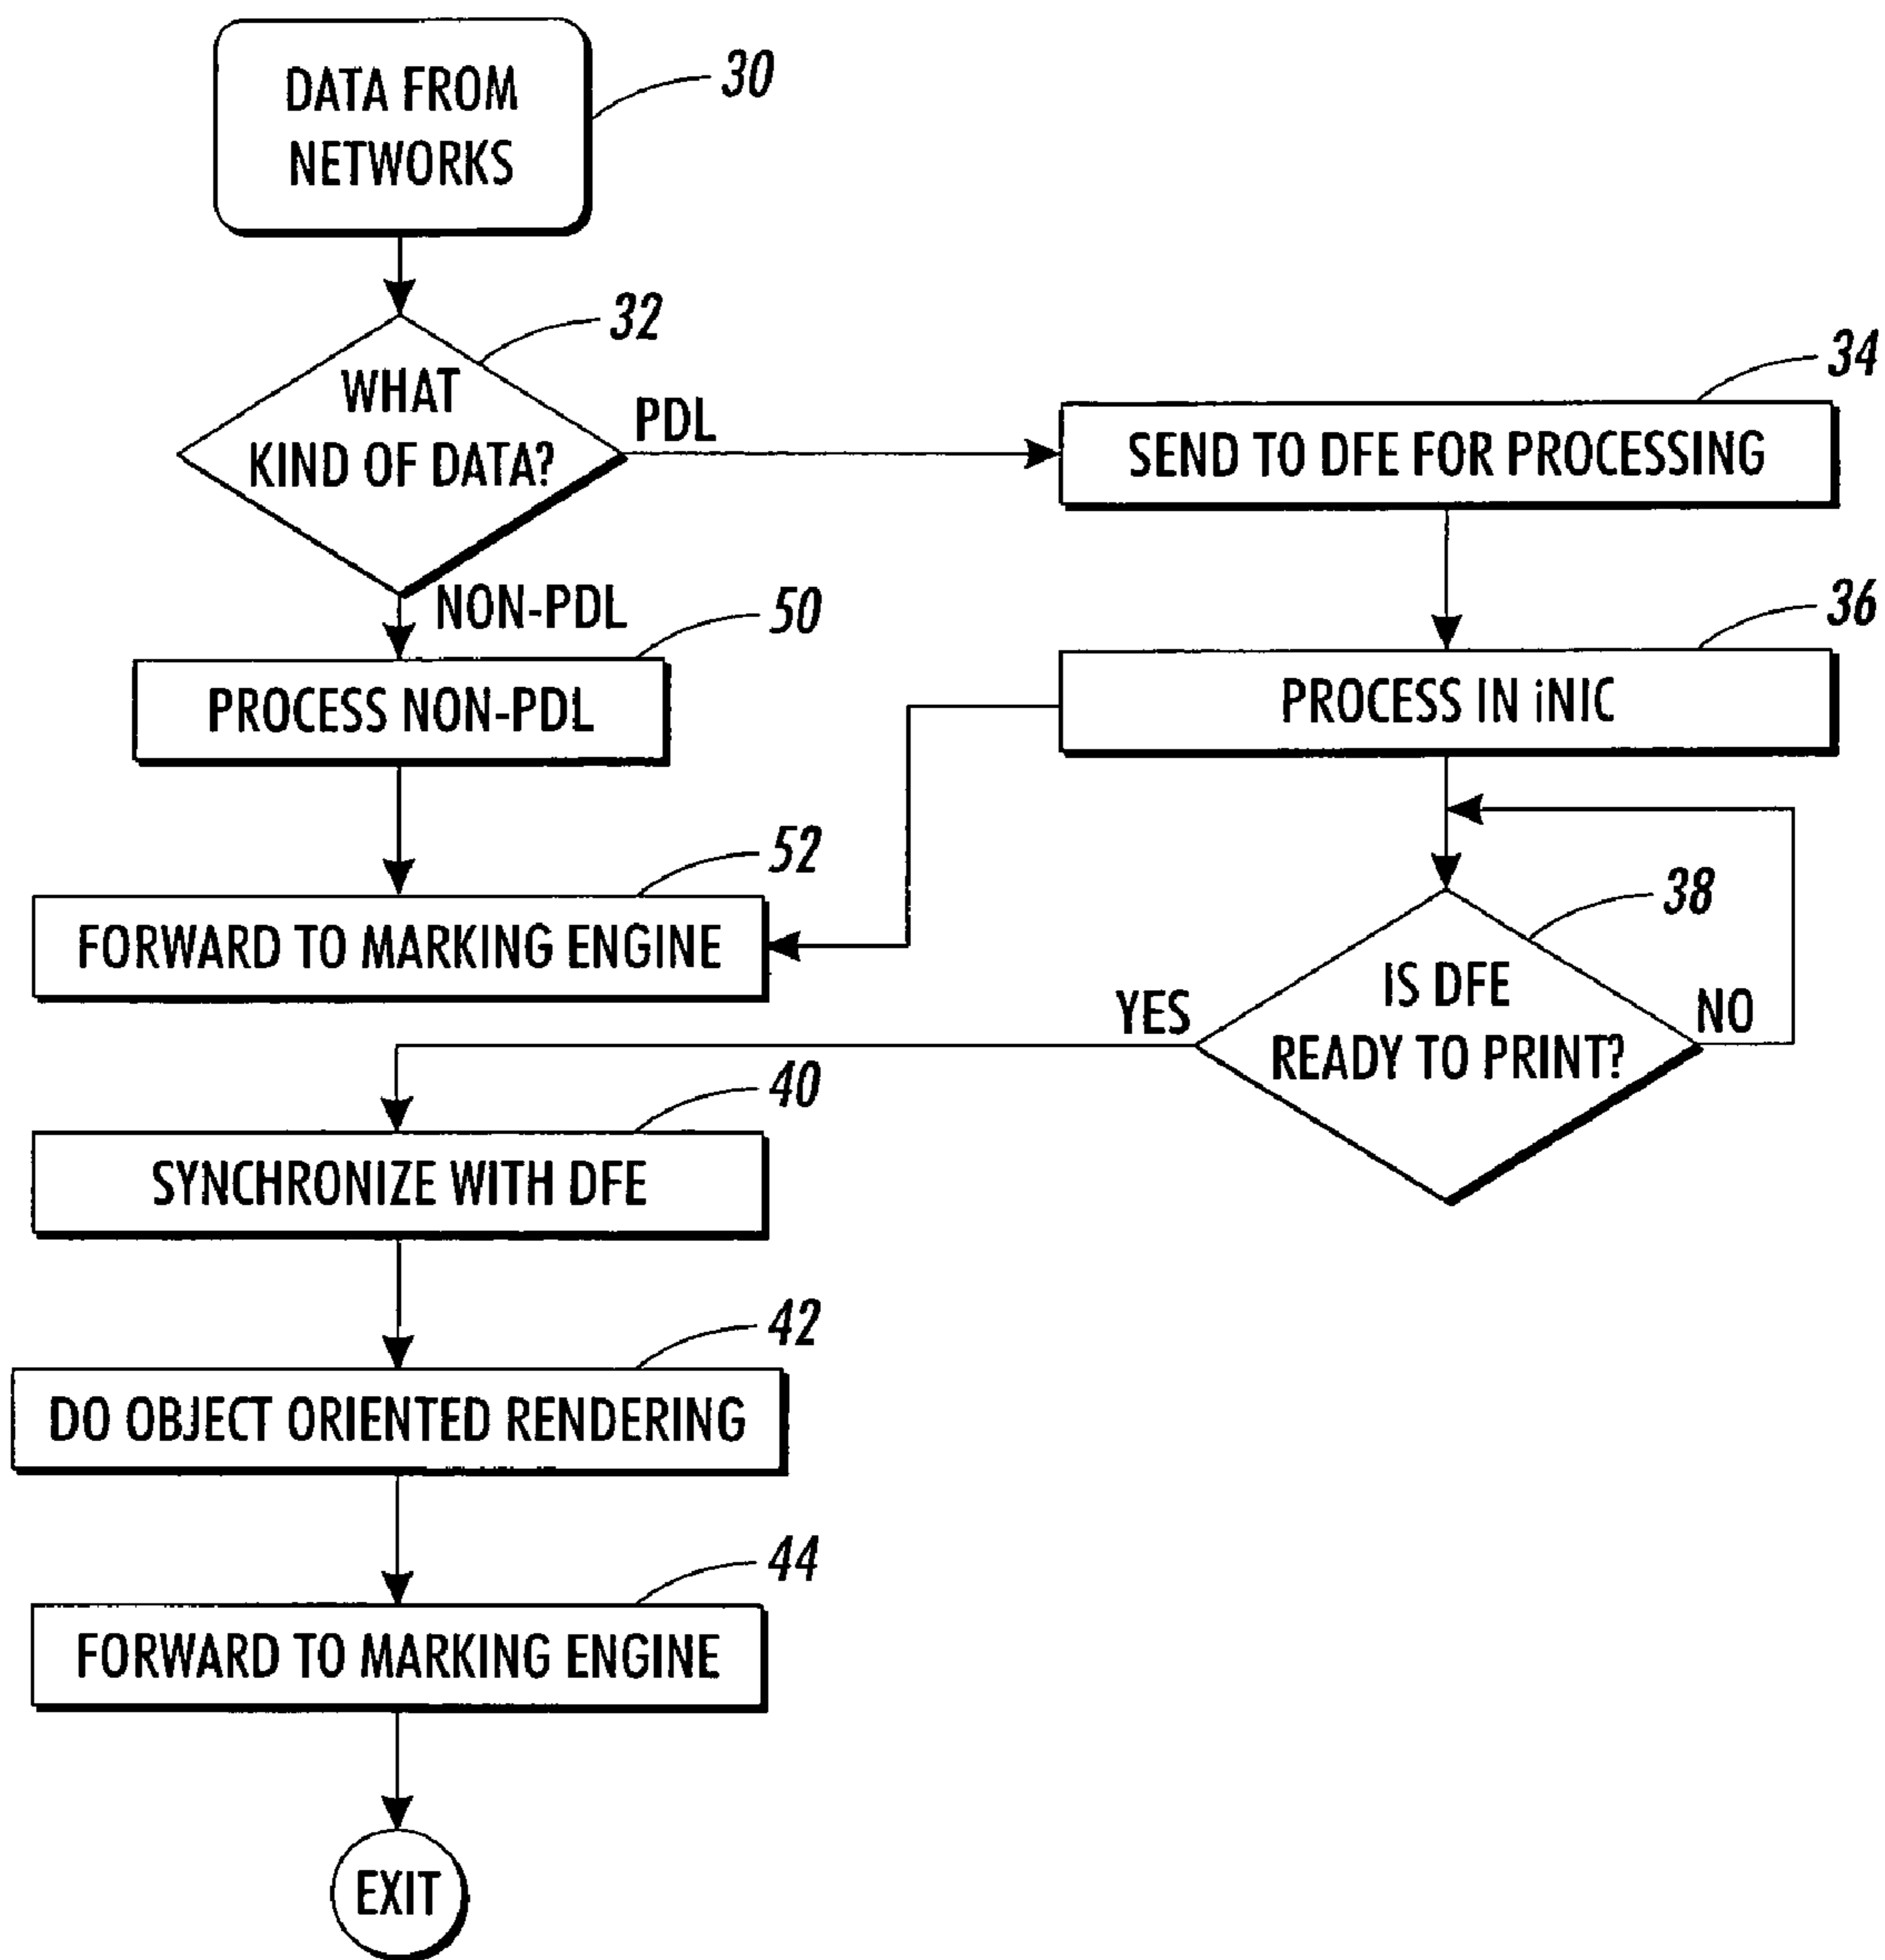 DATA FROM
NETWORKS
30
32
WHAT
KIND OF DATA?
PDL
34
SEND TO DFE FOR PROCESSING
NON-PDL
50
PROCESS NON-PDL
36
PROCESS IN iNIC
52
FORWARD TO MARKING ENGINE
38
IS DFE
READY TO PRINT?
YES
NO
40
SYNCHRONIZE WITH DFE
42
DO OBJECT ORIENTED RENDERING
44
FORWARD TO MARKING ENGINE
EXIT